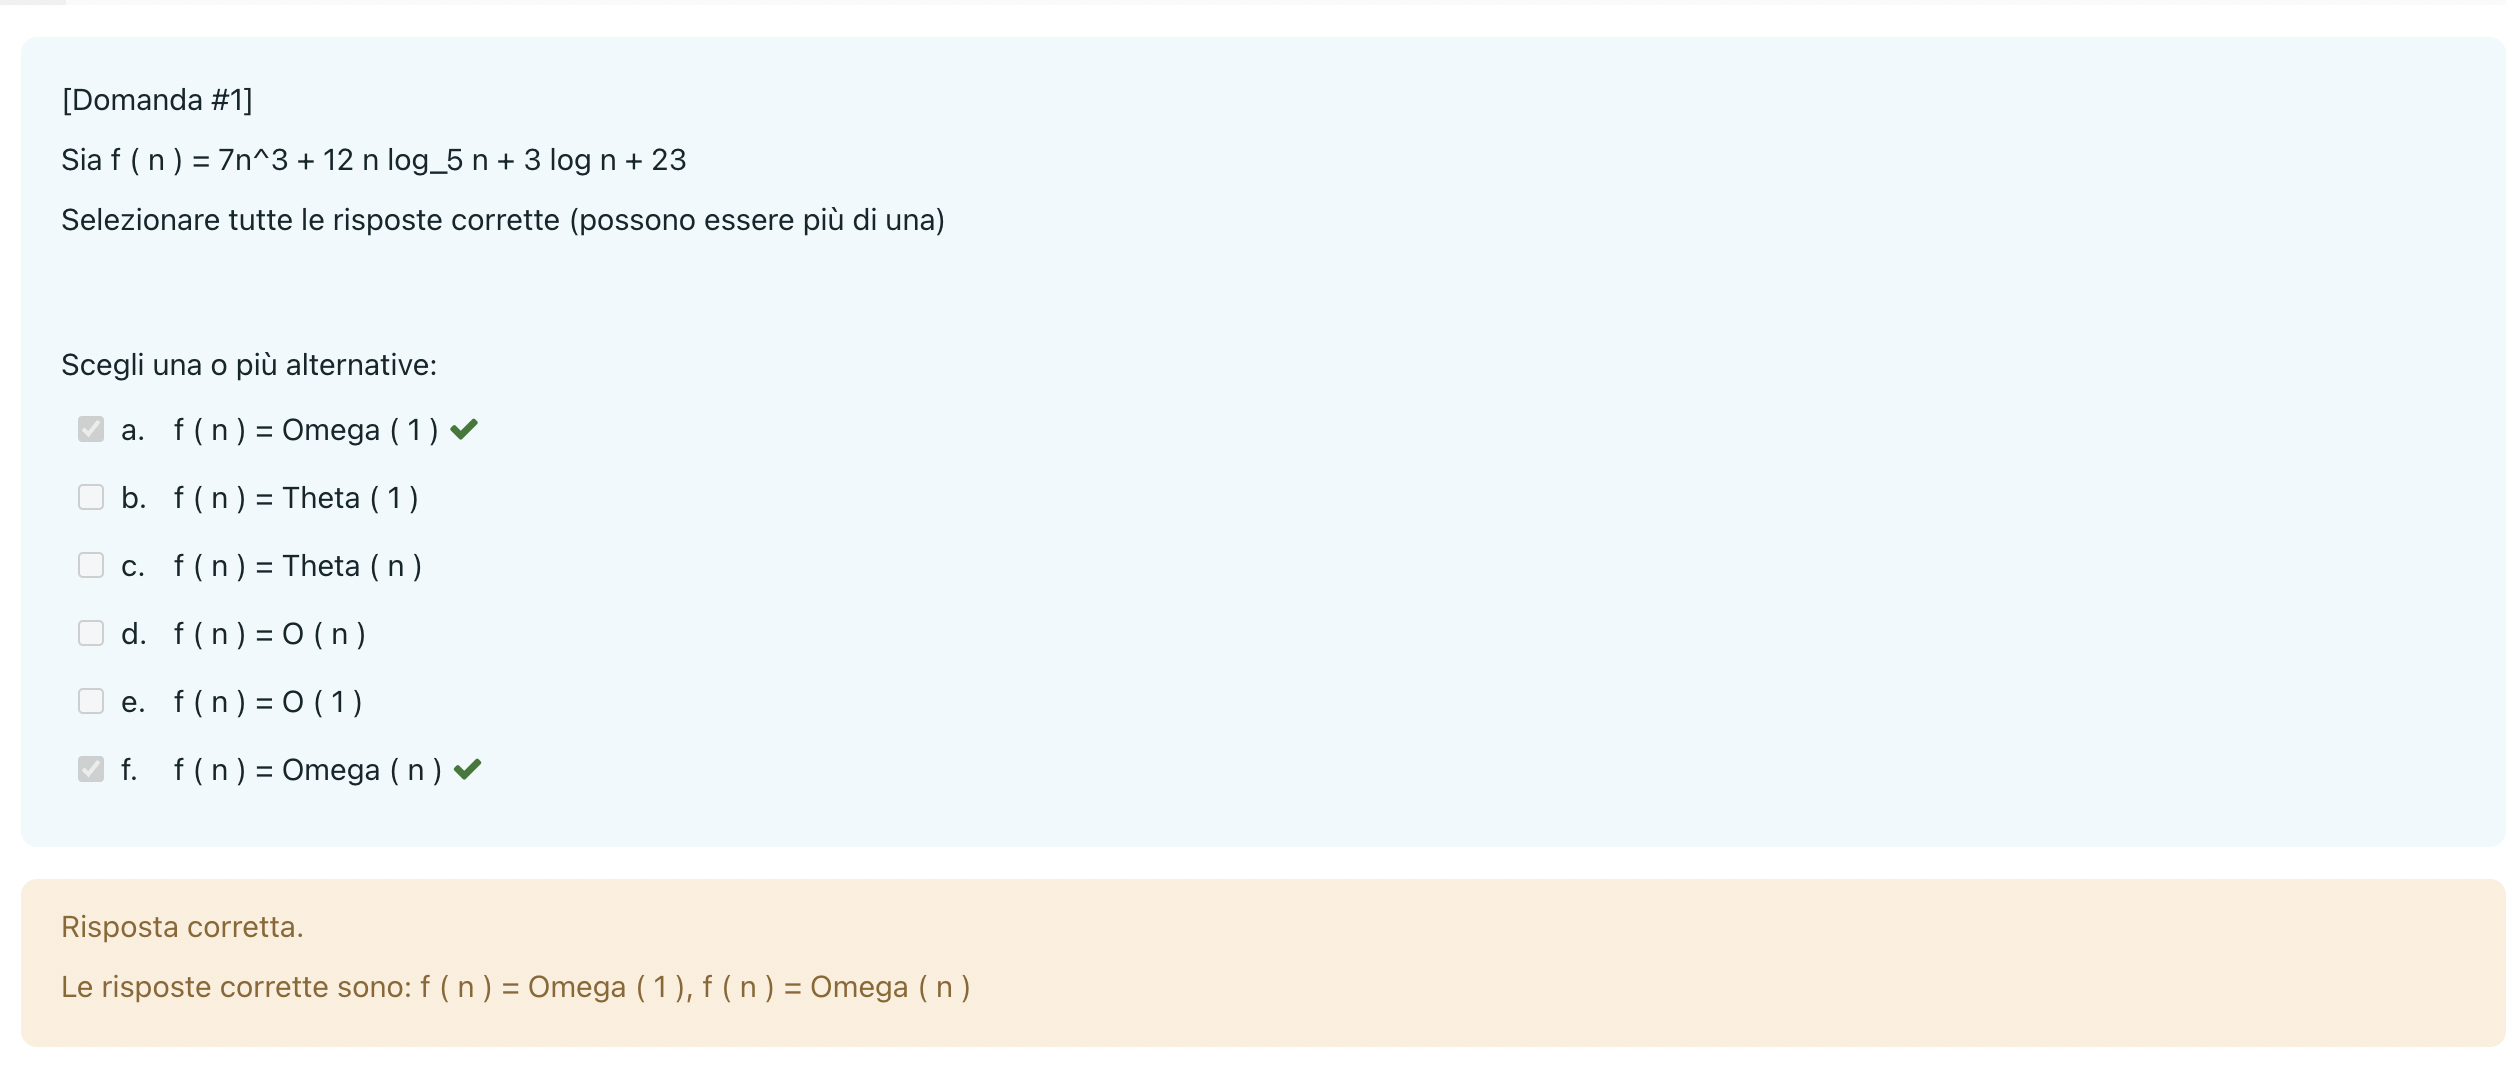 [Domanda #1]
Sia f ( n ) = 7n^3 + 12 n log_5 n + 3 log n + 23
Selezionare tutte le risposte corrette (possono essere più di una)
Scegli una o più alternative:
a. f ( n ) = Omega ( 1 )
b. f ( n ) = Theta ( 1 )
c. f ( n ) = Theta ( n )
d. f ( n ) = O ( n )
e. f ( n ) = O ( 1 )
f. f ( n ) = Omega ( n )
Risposta corretta.
Le risposte corrette sono: f ( n ) = Omega ( 1 ), f ( n ) = Omega ( n )